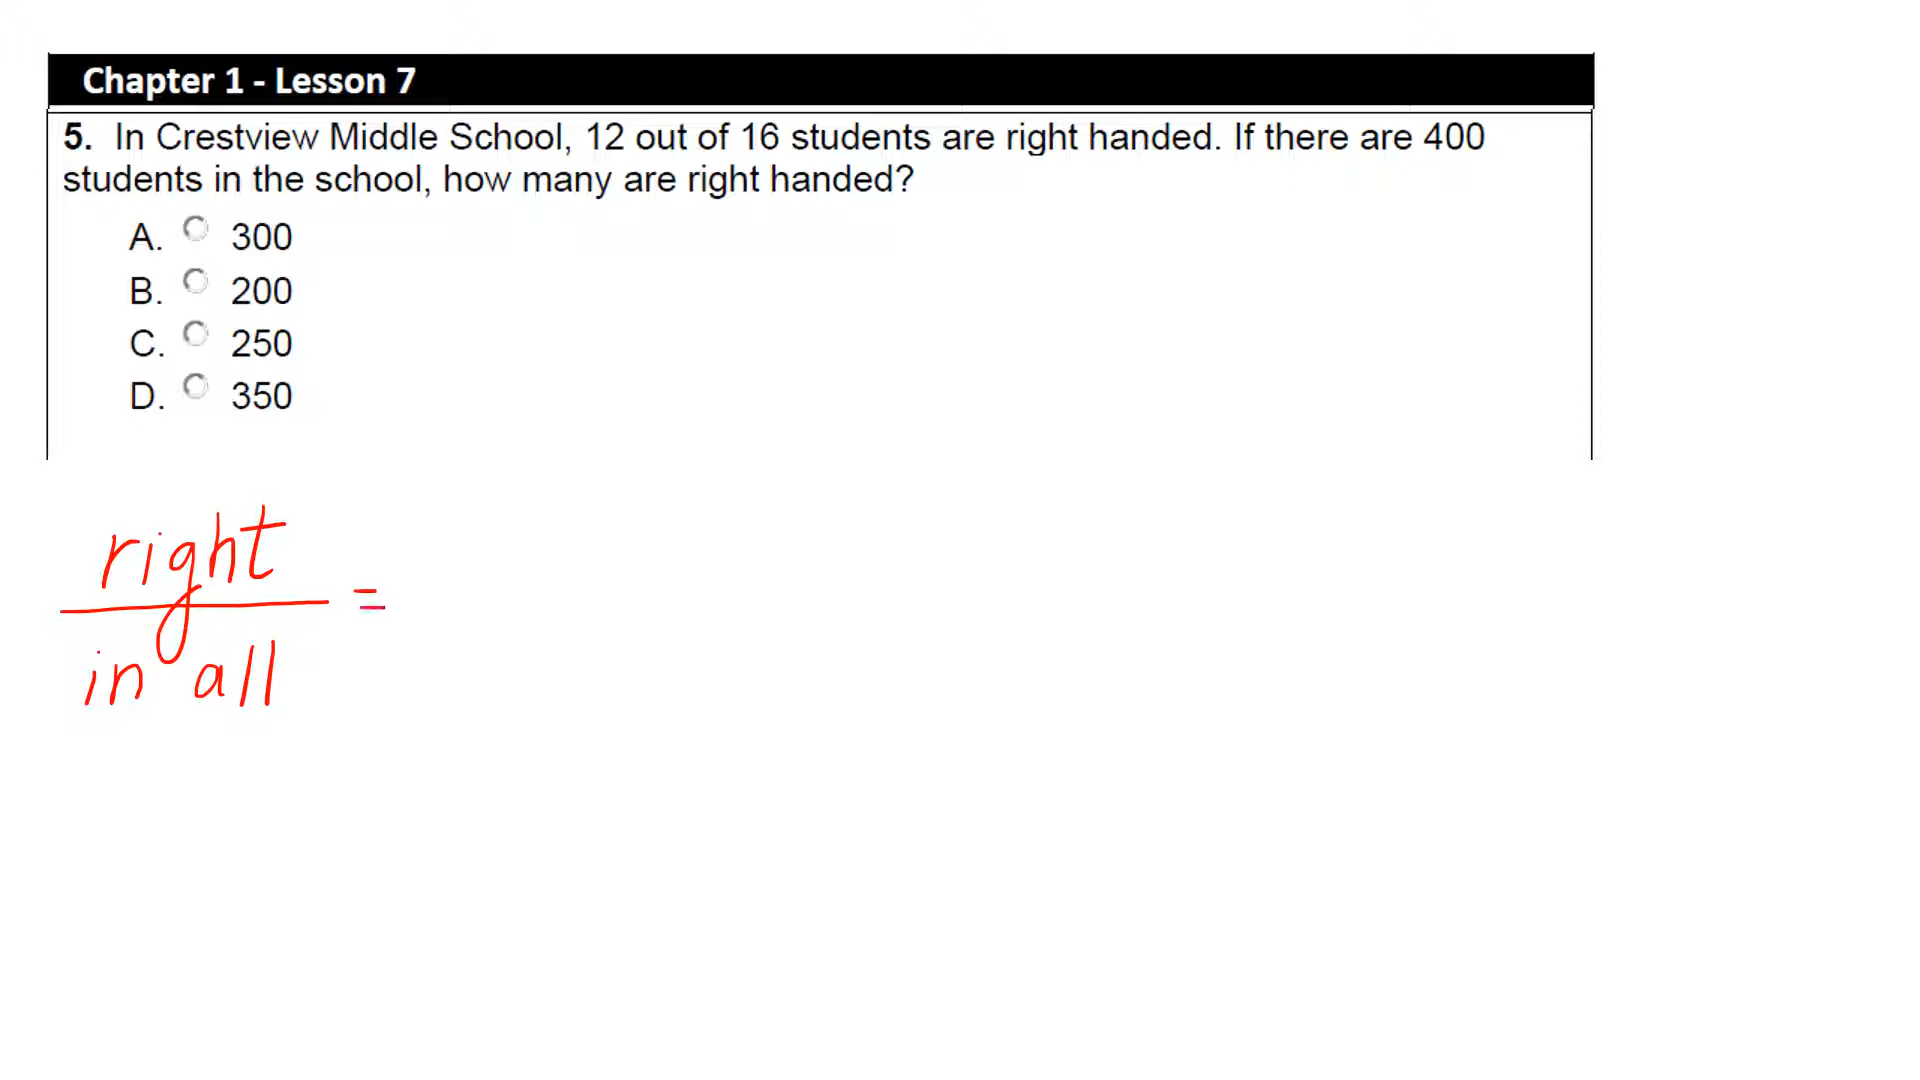 Chapter 1 - Lesson 7
5. In Crestview Middle School, 12 out of 16 students are right handed. If there are 400
students in the school, how many are right handed?
A. 300
B. 200
C. 250
D. 350
right
=
in all